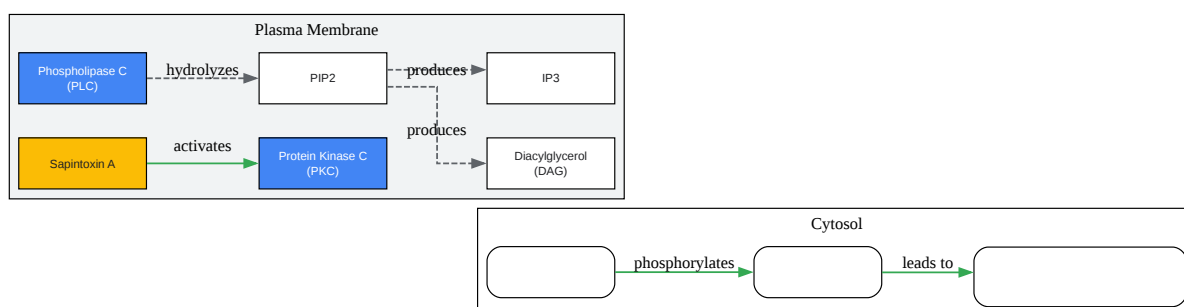 Plasma Membrane
Phospholipase C
(PLC)
hydrolyzes
PIP2
produces
IP3
produces
Sapintoxin A
activates
Protein Kinase C
(PKC)
Diacylglycerol
(DAG)
Cytosol
phosphorylates
leads to